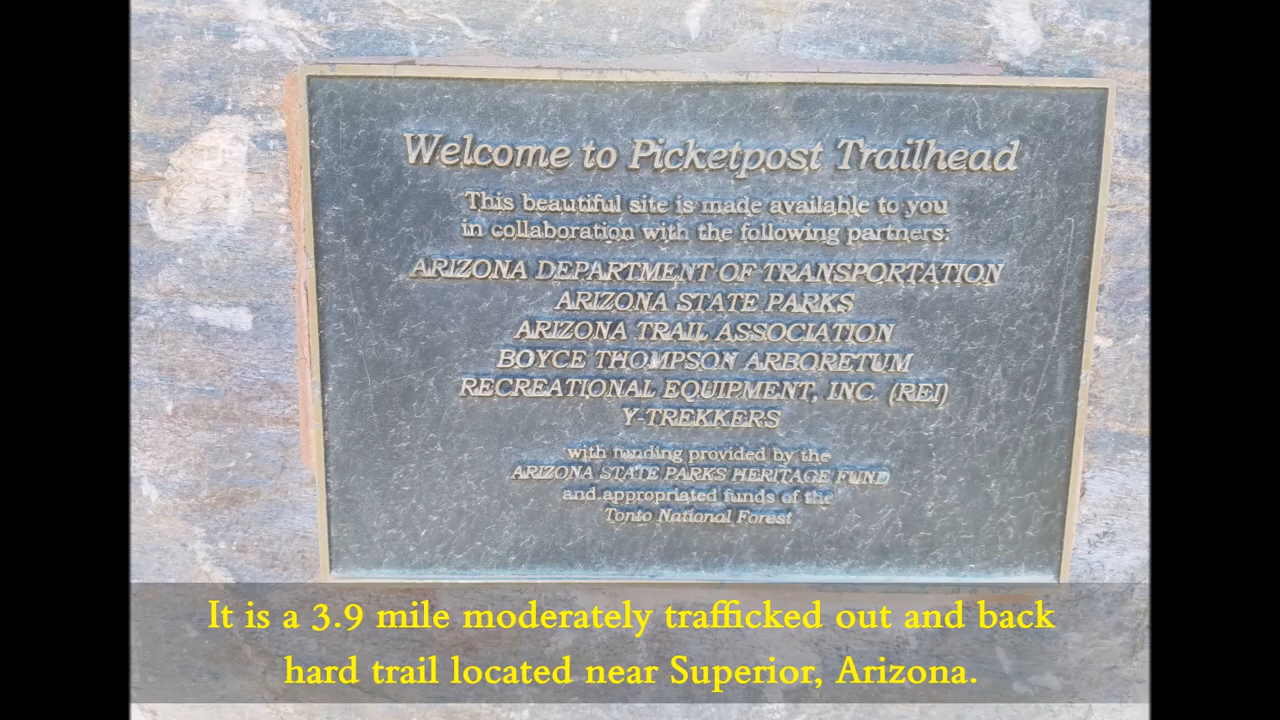 Welcome to Picketpost Trailhead
This beautiful site is made available to you
in collaboration with the following partners:
ARIZONA DEPARTMENT OF TRANSPORTATION
ARIZONA STATE PARKS
ARIZONA TRAIL ASSOCIATION
BOYCE THOMPSON ARBORETUM
RECREATIONAL EQUIPMENT, INC. (REI)
Y-TREKKERS
with funding provided by the
ARIZONA STATE PARKS HERITAGE FUND
and appropriated funds of the
Tonto National Forest
It is a 3.9 mile moderately trafficked out and back
hard trail located near Superior, Arizona.